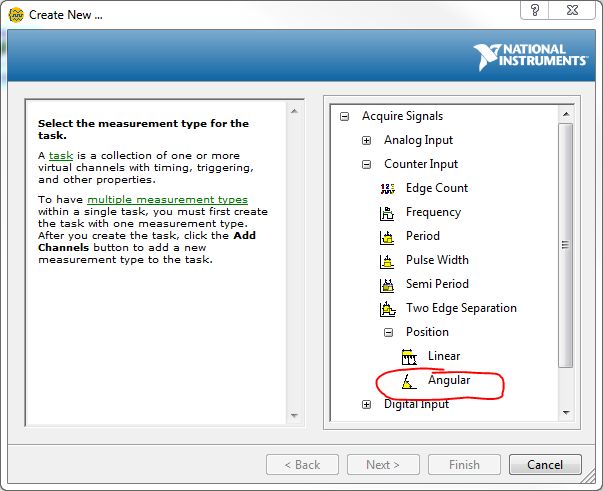 Create New ...
NATIONAL
INSTRUMENTS
Select the measurement type for the
task.
A task is a collection of one or more
virtual channels with timing, triggering,
and other properties.
To have multiple measurement types
within a single task, you must first create
the task with one measurement type.
After you create the task, click the Add
Channels button to add a new
measurement type to the task.
Acquire Signals
Analog Input
Counter Input
Edge Count
Frequency
Period
Pulse Width
Semi Period
Two Edge Separation
Position
Linear
Angular
Digital Input
< Back
Next >
Finish
Cancel